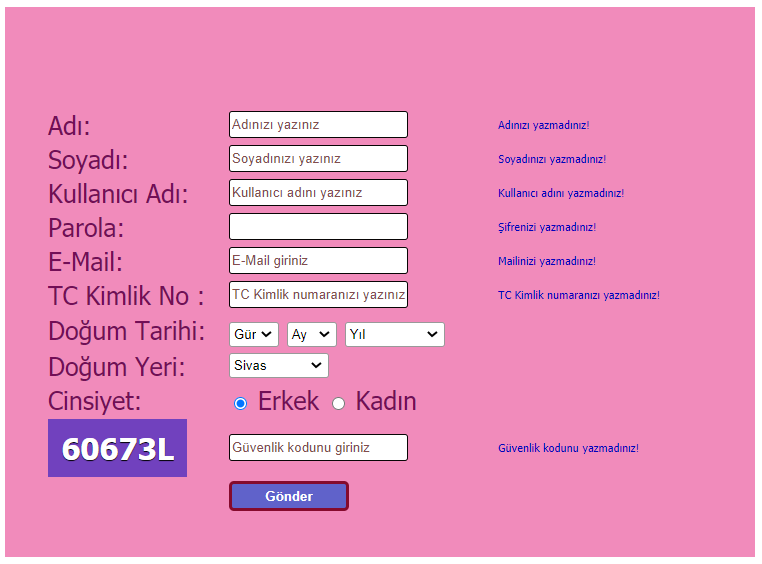 Adı: Adınızı yazınız Adınızı yazmadınız!
Soyadı: Soyadınızı yazınız Soyadınızı yazmadınız!
Kullanıcı Adı: Kullanıcı adını yazınız Kullanıcı adını yazmadınız!
Parola: Şifrenizi yazmadınız!
E-Mail: E-Mail giriniz Mailinizi yazmadınız!
TC Kimlik No : TC Kimlik numaranızı yazınız TC Kimlik numaranızı yazmadınız!
Doğum Tarihi: Gür Ay Yıl
Doğum Yeri: Sivas
Cinsiyet: Erkek Kadın
60673L Güvenlik kodunu giriniz Güvenlik kodunu yazmadınız!
Gönder